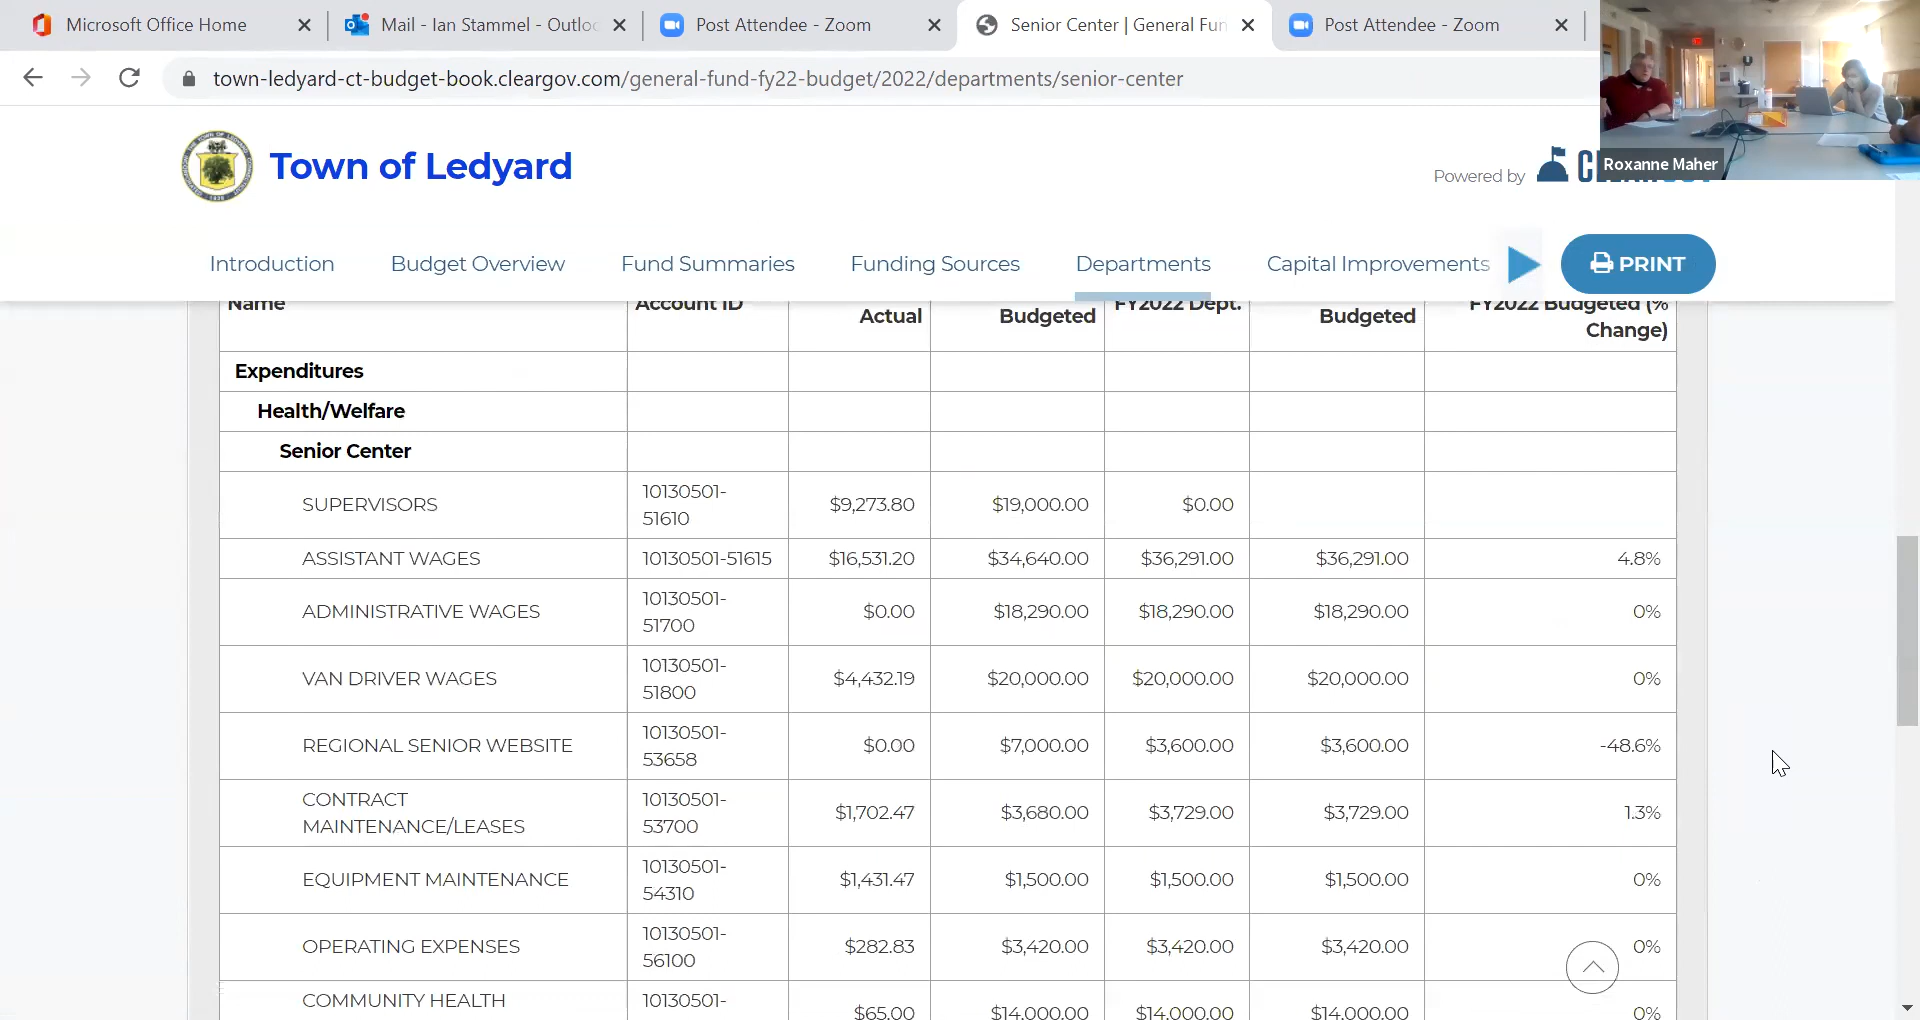 Microsoft Office Home
Mail - Ian Stammel - Outlo
Post Attendee - Zoom
Senior Center | General Fun
Post Attendee - Zoom
town-ledyard-ct-budget-book.cleargov.com/general-fund-fy22-budget/2022/departments/senior-center
Town of Ledyard
Powered by
Roxanne Maher
Introduction Budget Overview Fund Summaries Funding Sources Departments Capital Improvements PRINT
Name Account ID Actual Budgeted FY2022 Dept. Budgeted FY2022 Budgeted (%
Change)
Expenditures
Health/Welfare
Senior Center
SUPERVISORS 10130501-
51610 $9,273.80 $19,000.00 $0.00
ASSISTANT WAGES 10130501-51615 $16,531.20 $34,640.00 $36,291.00 $36,291.00 4.8%
ADMINISTRATIVE WAGES 10130501-
51700 $0.00 $18,290.00 $18,290.00 $18,290.00 0%
VAN DRIVER WAGES 10130501-
51800 $4,432.19 $20,000.00 $20,000.00 $20,000.00 0%
REGIONAL SENIOR WEBSITE 10130501-
53658 $0.00 $7,000.00 $3,600.00 $3,600.00 -48.6%
CONTRACT
MAINTENANCE/LEASES 10130501-
53700 $1,702.47 $3,680.00 $3,729.00 $3,729.00 1.3%
EQUIPMENT MAINTENANCE 10130501-
54310 $1,431.47 $1,500.00 $1,500.00 $1,500.00 0%
OPERATING EXPENSES 10130501-
56100 $282.83 $3,420.00 $3,420.00 $3,420.00 0%
COMMUNITY HEALTH 10130501-
$65.00 $14,000.00 $14,000.00 $14,000.00 0%